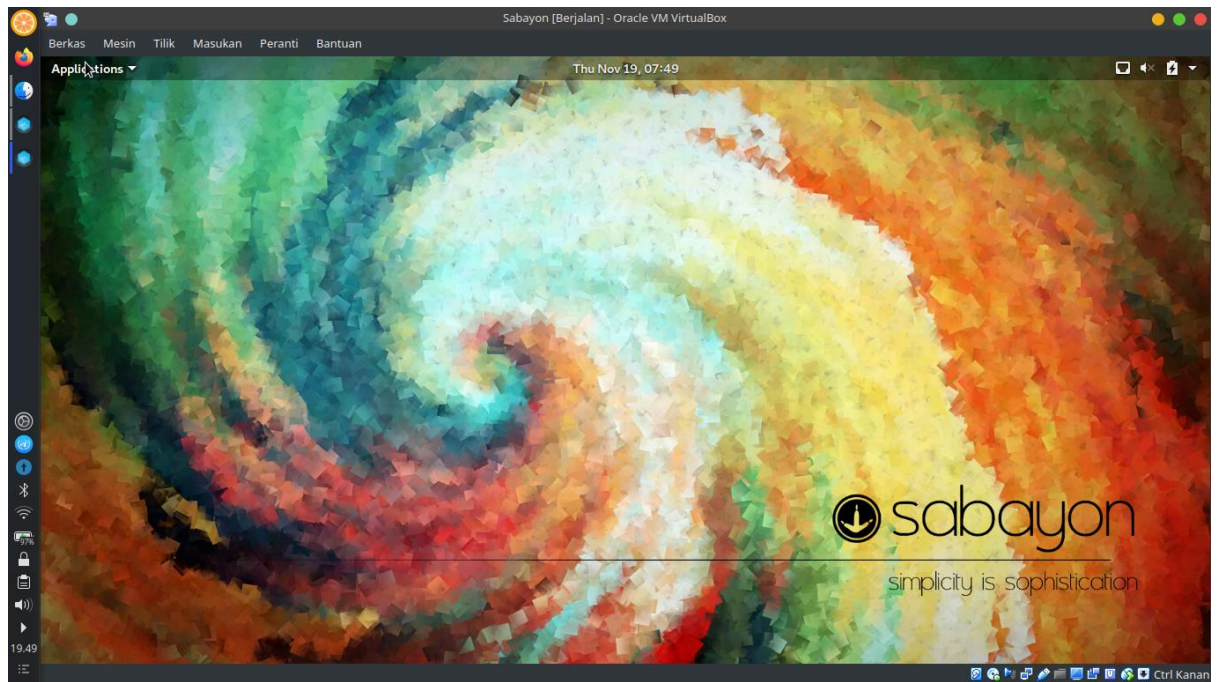 Sabayon [Berjalan] - Oracle VM VirtualBox
Berkas Mesin Tilik Masukan Peranti Bantuan
Applications Thu Nov 19, 07:49
sabayon
simplicity is sophistication
97%
19.49
Ctrl Kanan